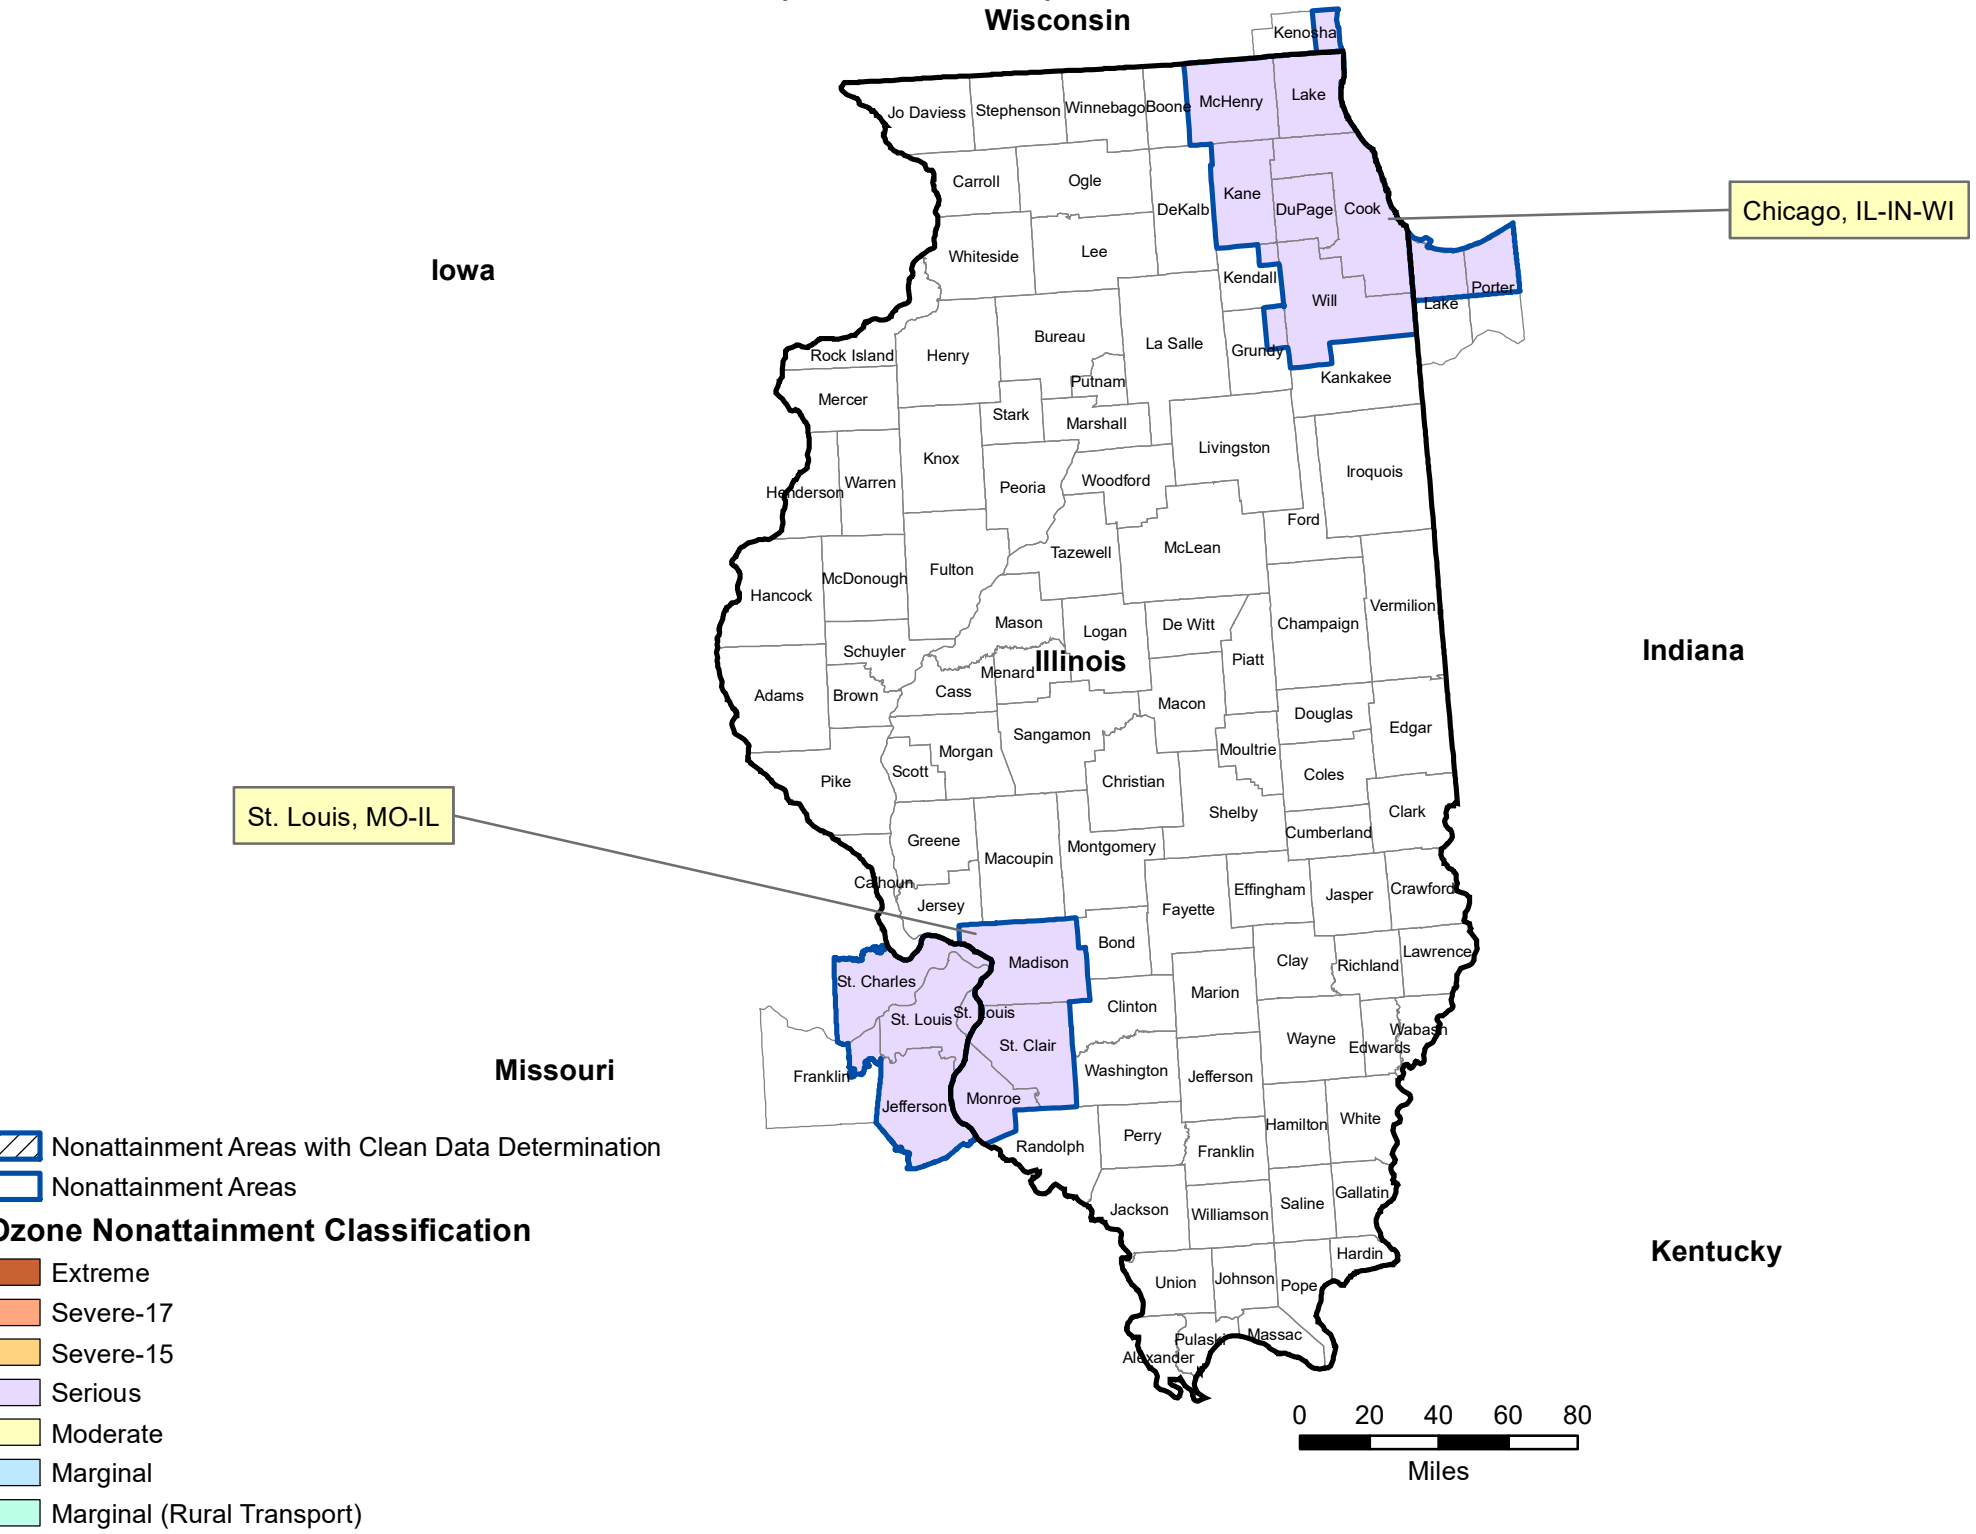 Wisconsin
Kenosha
Jo Daviess
Stephenson
Winnebago
Boone
McHenry
Lake
Carroll
Ogle
DeKalb
Kane
DuPage
Cook
Chicago, IL-IN-WI
Whiteside
Lee
Iowa
Kendall
Will
Porter
Lake
Rock Island
Henry
Bureau
La Salle
Grundy
Putnam
Kankakee
Mercer
Stark
Marshall
Knox
Livingston
Iroquois
Henderson
Warren
Peoria
Woodford
Ford
Tazewell
McLean
Hancock
McDonough
Fulton
Vermilion
Mason
Logan
De Witt
Champaign
Schuyler
Illinois
Piatt
Indiana
Menard
Adams
Brown
Cass
Macon
Douglas
Edgar
Sangamon
Morgan
Moultrie
Scott
Pike
Christian
Coles
St. Louis, MO-IL
Shelby
Clark
Cumberland
Greene
Macoupin
Montgomery
Calhoun
Jersey
Fayette
Effingham
Jasper
Crawford
Bond
Madison
Clay
Richland
Lawrence
St. Charles
Marion
Clinton
St. Louis
St. Louis
Wayne
Wabash
Edwards
St. Clair
Missouri
Franklin
Washington
Jefferson
Jefferson
Monroe
Hamilton
White
Randolph
Perry
Franklin
Jackson
Williamson
Saline
Gallatin
Hardin
Kentucky
Union
Johnson
Pope
Pulaski
Massac
Alexander
Nonattainment Areas with Clean Data Determination
Nonattainment Areas
Ozone Nonattainment Classification
Extreme
Severe-17
Severe-15
Serious
Moderate
Marginal
Marginal (Rural Transport)
0 20 40 60 80
Miles